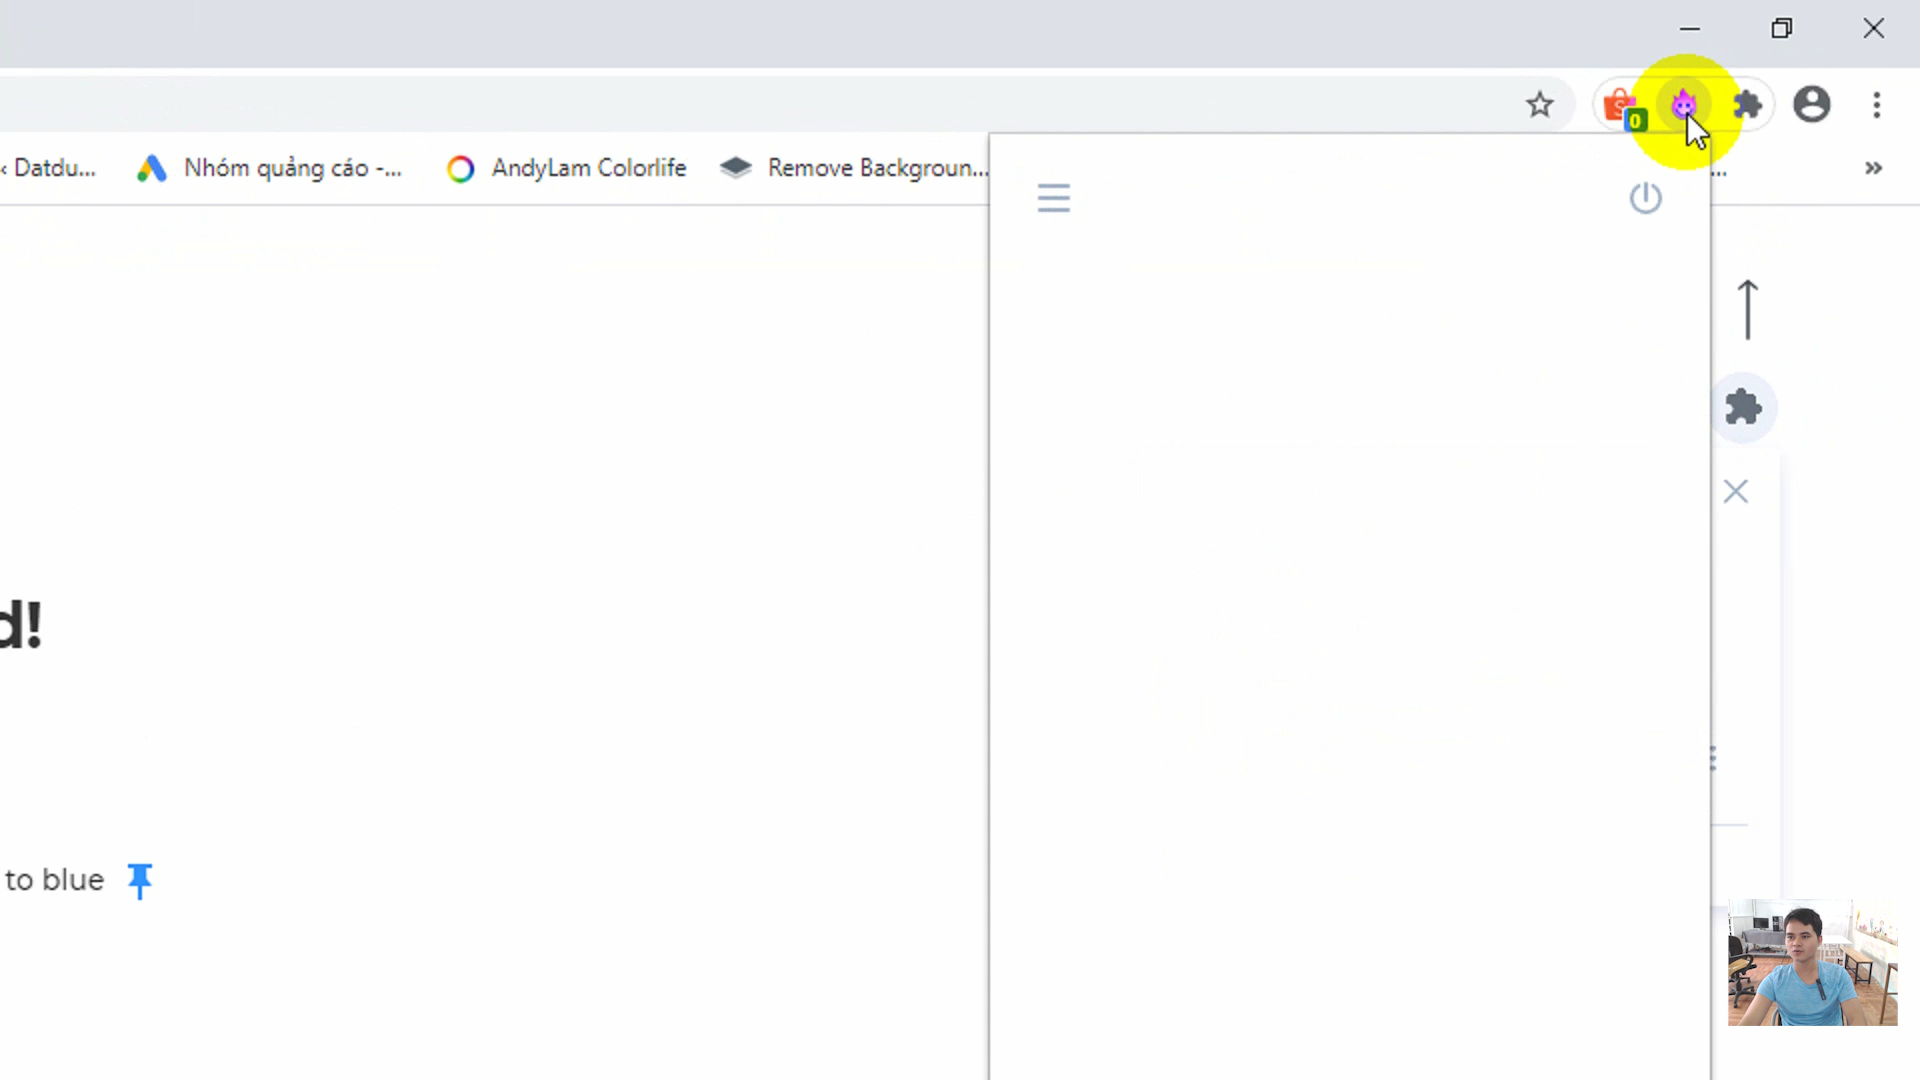 0
‹ Datdu...
Nhóm quảng cáo -...
AndyLam Colorlife
Remove Backgroun...
...
»
d!
to blue